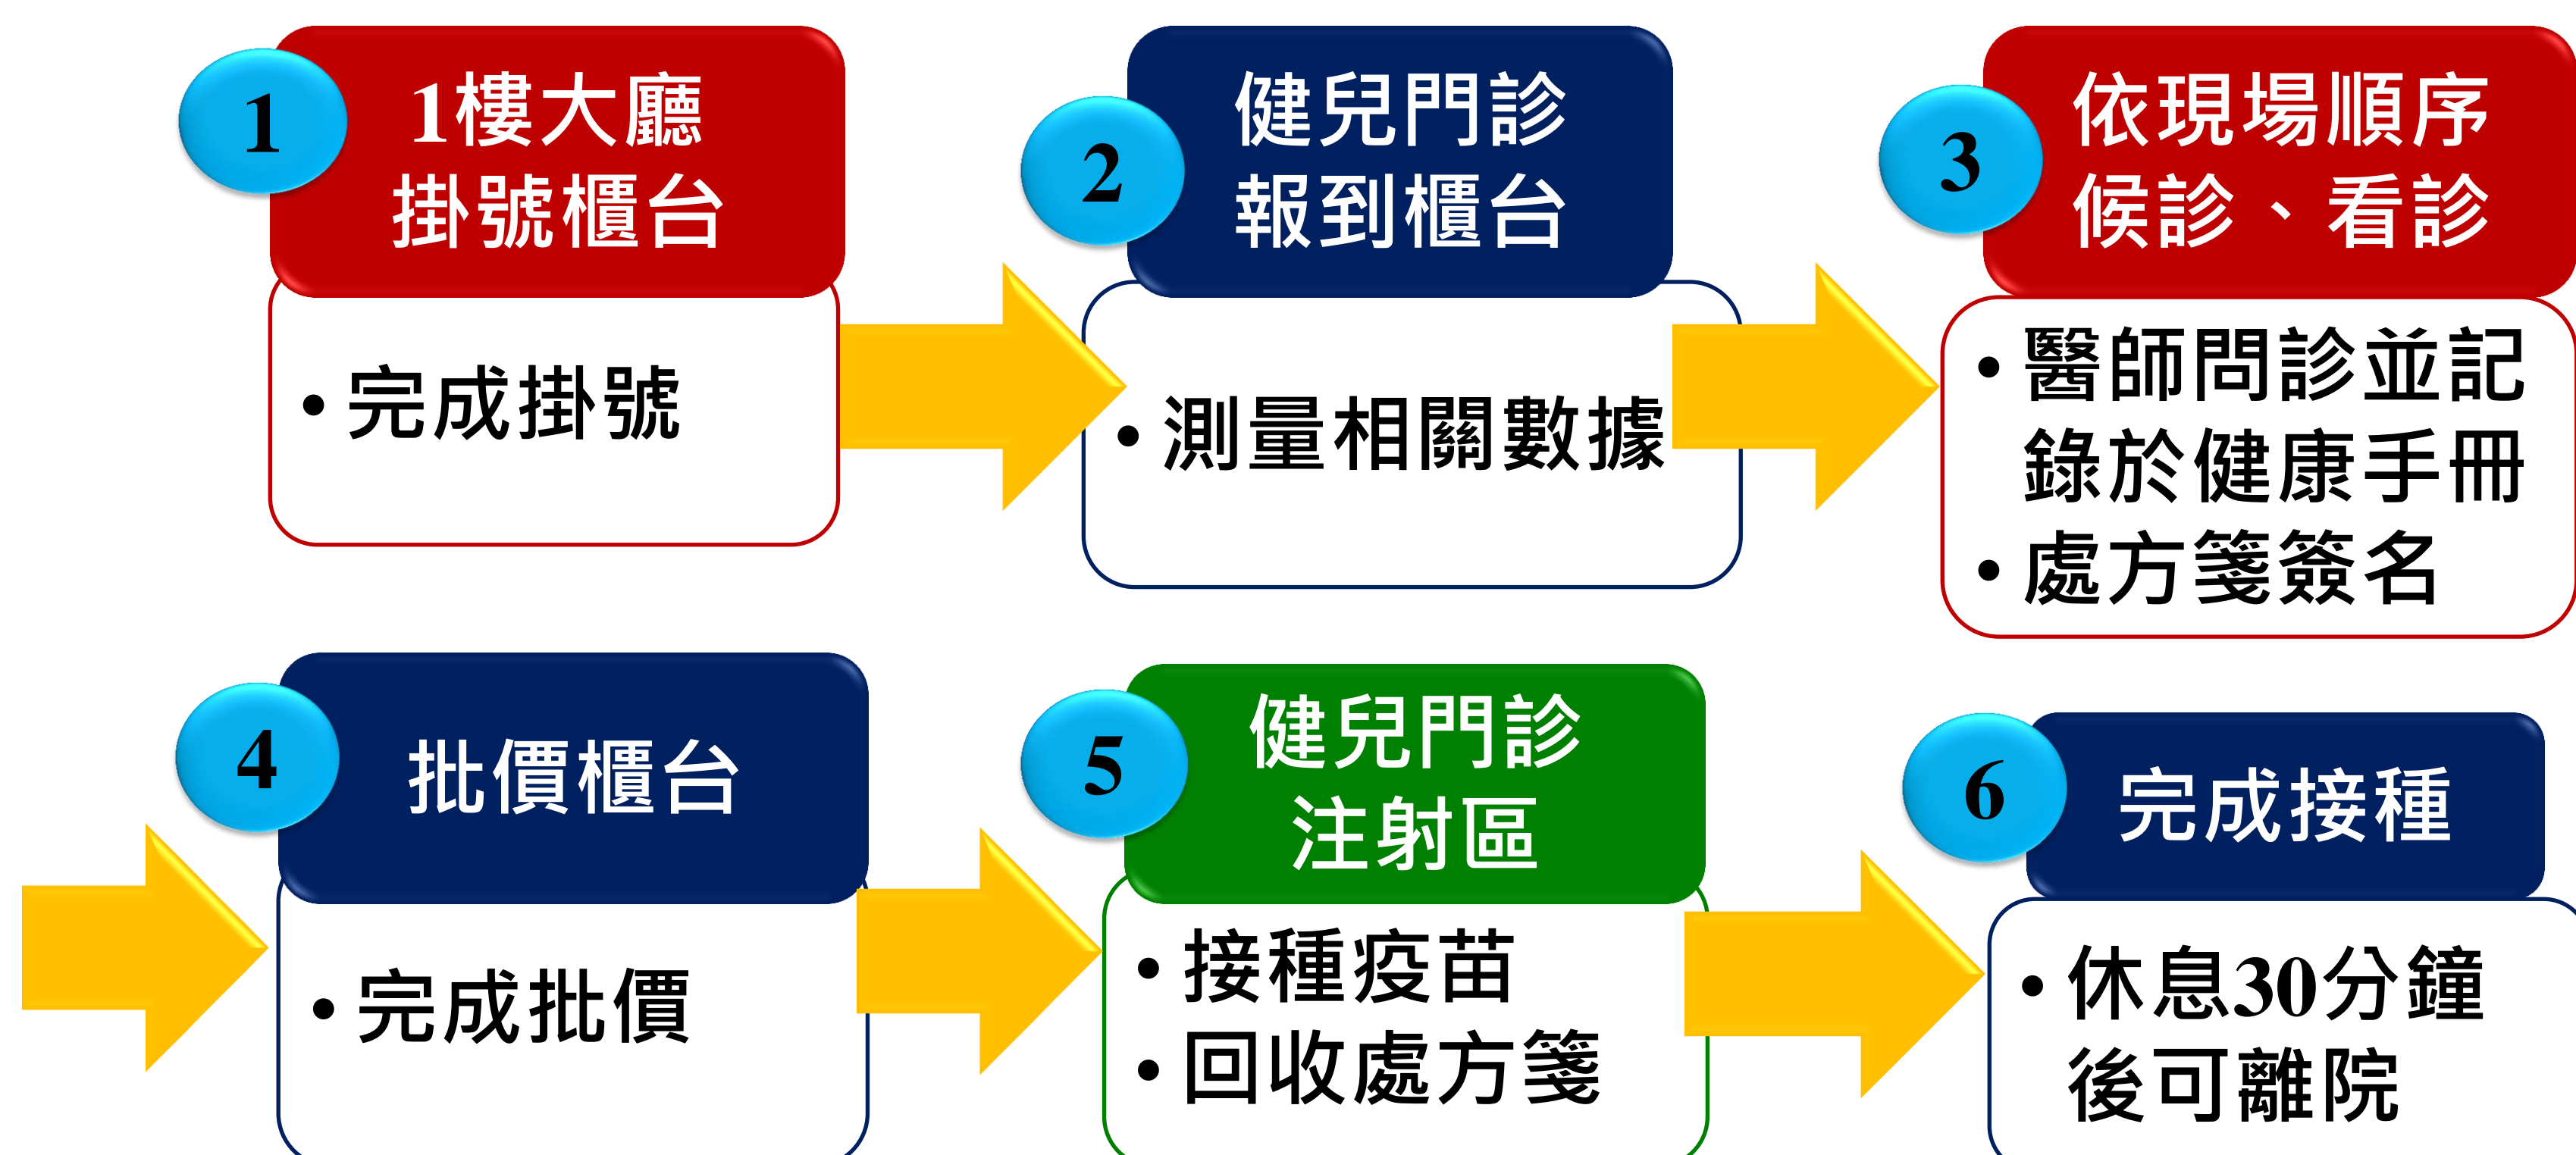 1
1樓大廳
掛號櫃台
• 完成掛號
2
健兒門診
報到櫃台
• 測量相關數據
3
依現場順序
候診、看診
• 醫師問診並記
錄於健康手冊
• 處方箋簽名
4
批價櫃台
• 完成批價
5
健兒門診
注射區
• 接種疫苗
• 回收處方箋
6
完成接種
• 休息30分鐘
後可離院